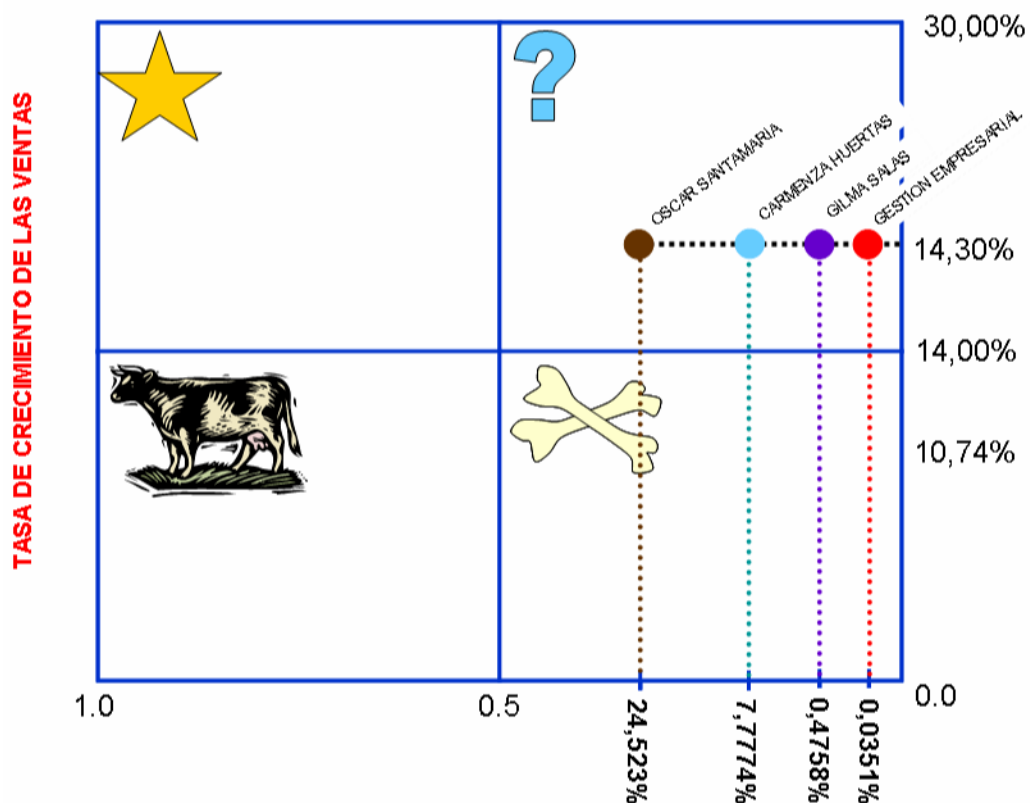 TASA DE CRECIMIENTO DE LAS VENTAS
30,00%
?
OSCAR SANTAMARIA
CARMENZA HUERTAS
GILMA SALAS
GESTION EMPRESARIAL
14,30%
14,00%
10,74%
1.0
0.5
0.0
24,523%
7,7774%
0,4758%
0,0351%